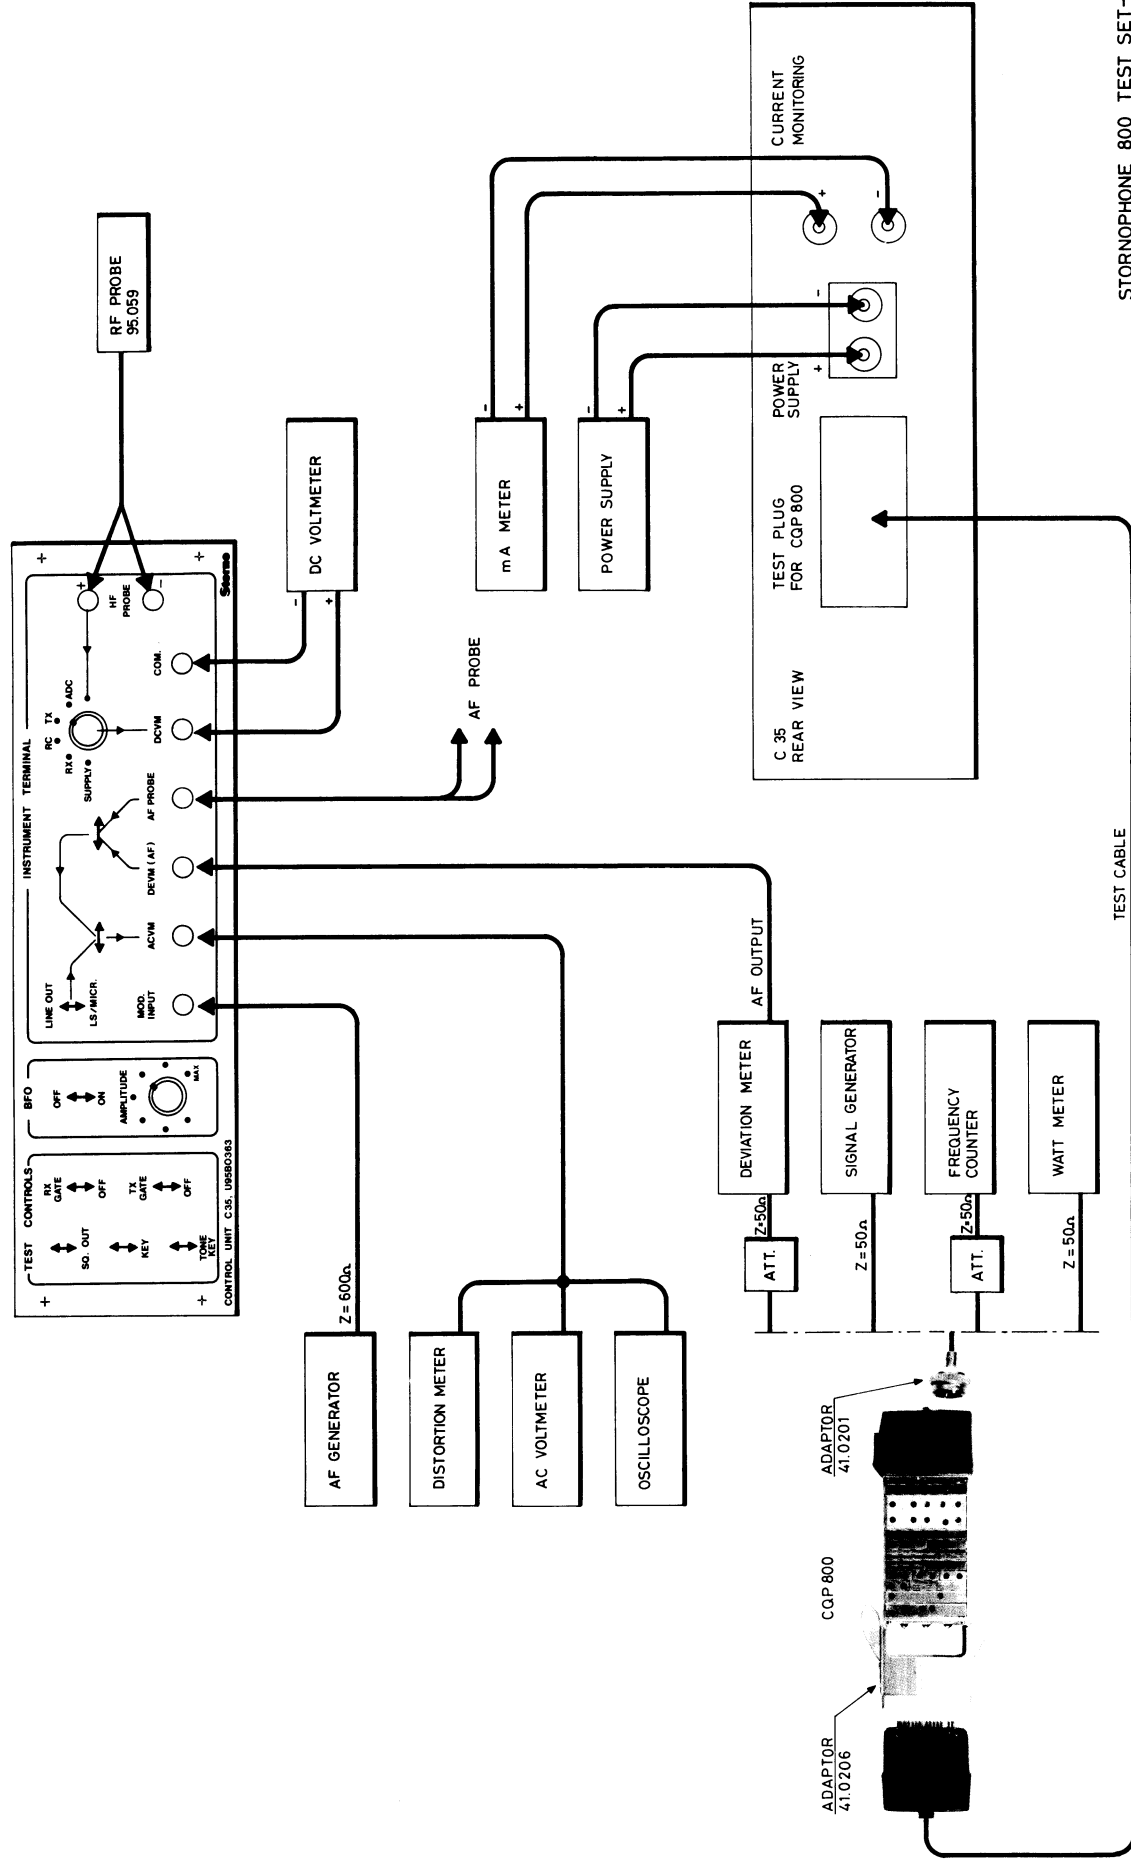 TEST CONTROLS
RX
GATE
OFF
TX
GATE
OFF
SQ. OUT
KEY
TONE
KEY
BFO
OFF
ON
AMPLITUDE
MAX
INSTRUMENT TERMINAL
LINE OUT
LS/MICR.
MOD.
INPUT
ACVM
DEVM (AF)
AF PROBE
DCVM
COM.
SUPPLY
RX
RC
TX
ADC
+
HF
PROBE
-
CONTROL UNIT C35, U95B0363
Storno
RF PROBE
95.059
AF GENERATOR
Z = 600Ω
DISTORTION METER
AC VOLTMETER
OSCILLOSCOPE
DC VOLTMETER
-
+
AF PROBE
mA METER
-
+
POWER SUPPLY
-
+
C 35
REAR VIEW
TEST PLUG
FOR CQP 800
POWER
SUPPLY
+
-
CURRENT
MONITORING
+
-
AF OUTPUT
DEVIATION METER
Z=50Ω
ATT.
SIGNAL GENERATOR
Z = 50Ω
FREQUENCY
COUNTER
Z=50Ω
ATT.
WATT METER
Z = 50Ω
ADAPTOR
41.0206
CQP 800
ADAPTOR
41.0201
TEST CABLE
STORNOPHONE 800 TEST SET-